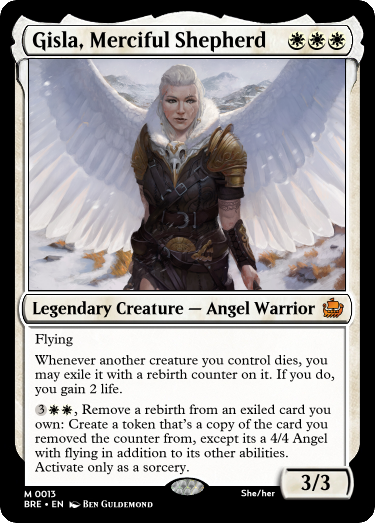 Gisla, Merciful Shepherd
Legendary Creature — Angel Warrior
Flying
Whenever another creature you control dies, you
may exile it with a rebirth counter on it. If you do,
you gain 2 life.
3, Remove a rebirth from an exiled card you
own: Create a token that's a copy of the card you
removed the counter from, except its a 4/4 Angel
with flying in addition to its other abilities.
Activate only as a sorcery.
3/3
M 0013
She/her
BRE • EN Ben Guldemond